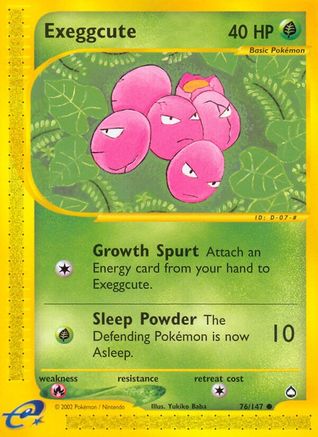 Exeggcute 40 HP
Basic Pokémon
ID: D-07-#
Growth Spurt Attach an
Energy card from your hand to
Exeggcute.
Sleep Powder The
Defending Pokémon is now
Asleep.
10
weakness resistance retreat cost
© 2002 Pokémon / Nintendo Illus. Yukiko Baba 76/147
e